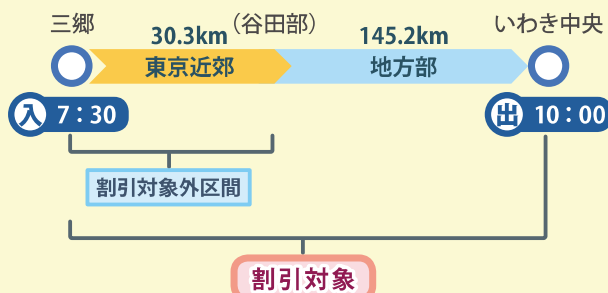 三郷
30.3km
(谷田部)
145.2km
いわき中央
東京近郊
地方部
入 7：30
出 10：00
割引対象外区間
割引対象